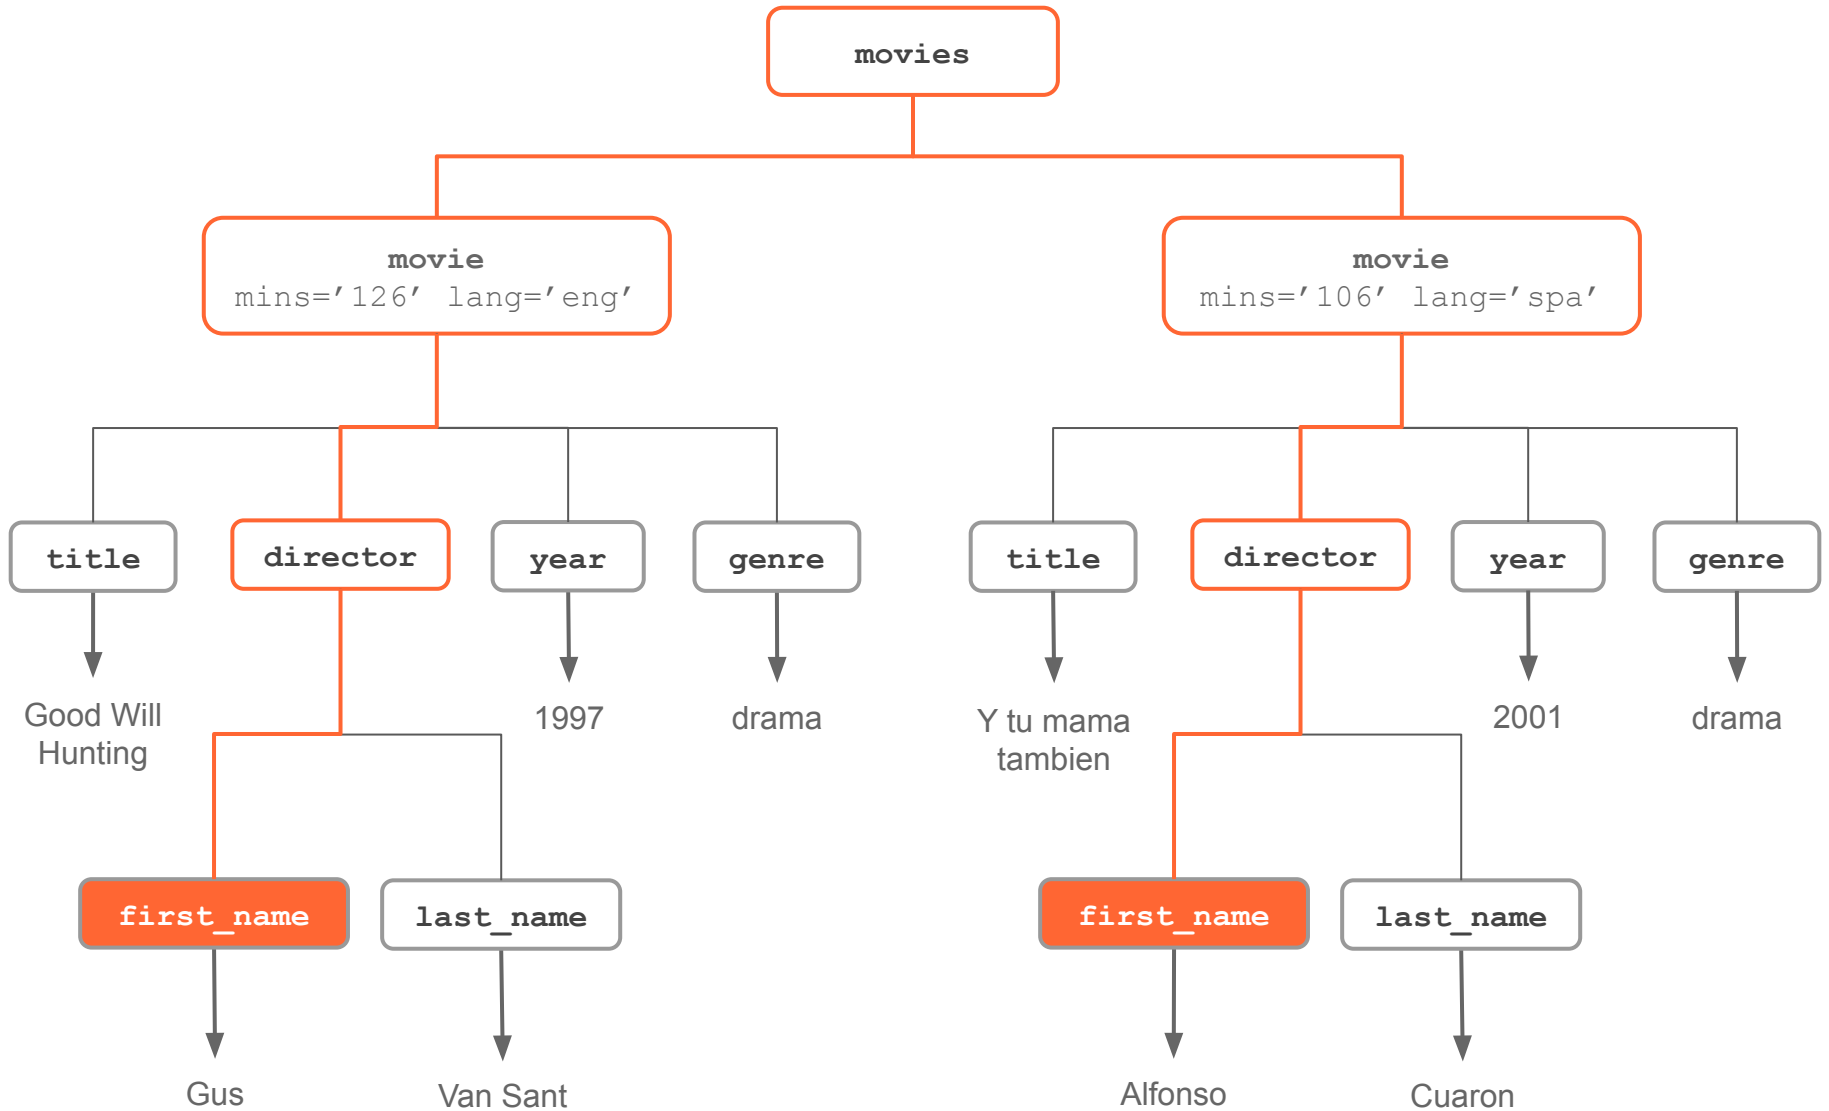 movies
movie
mins=’126’ lang=’eng’
movie
mins=’106’ lang=’spa’
title
director
year
genre
title
director
year
genre
Good Will
Hunting
1997
drama
Y tu mama
tambien
2001
drama
first_name
last_name
first_name
last_name
Gus
Van Sant
Alfonso
Cuaron